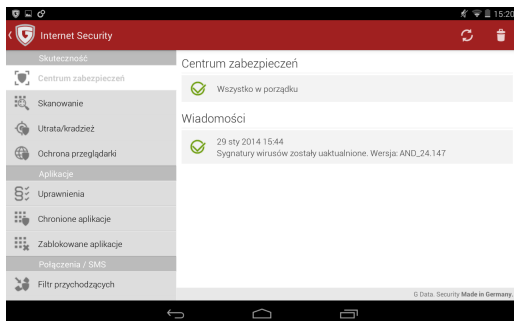 15:20
Internet Security
Skuteczność
Centrum zabezpieczeń
Skanowanie
Utrata/kradzież
Ochrona przeglądarki
Aplikacje
Uprawnienia
Chronione aplikacje
Zablokowane aplikacje
Połączenia / SMS
Filtr przychodzących
Centrum zabezpieczeń
Wszystko w porządku
Wiadomości
29 sty 2014 15:44
Sygnatury wirusów zostały uaktualnione. Wersja: AND_24.147
G Data. Security Made in Germany.